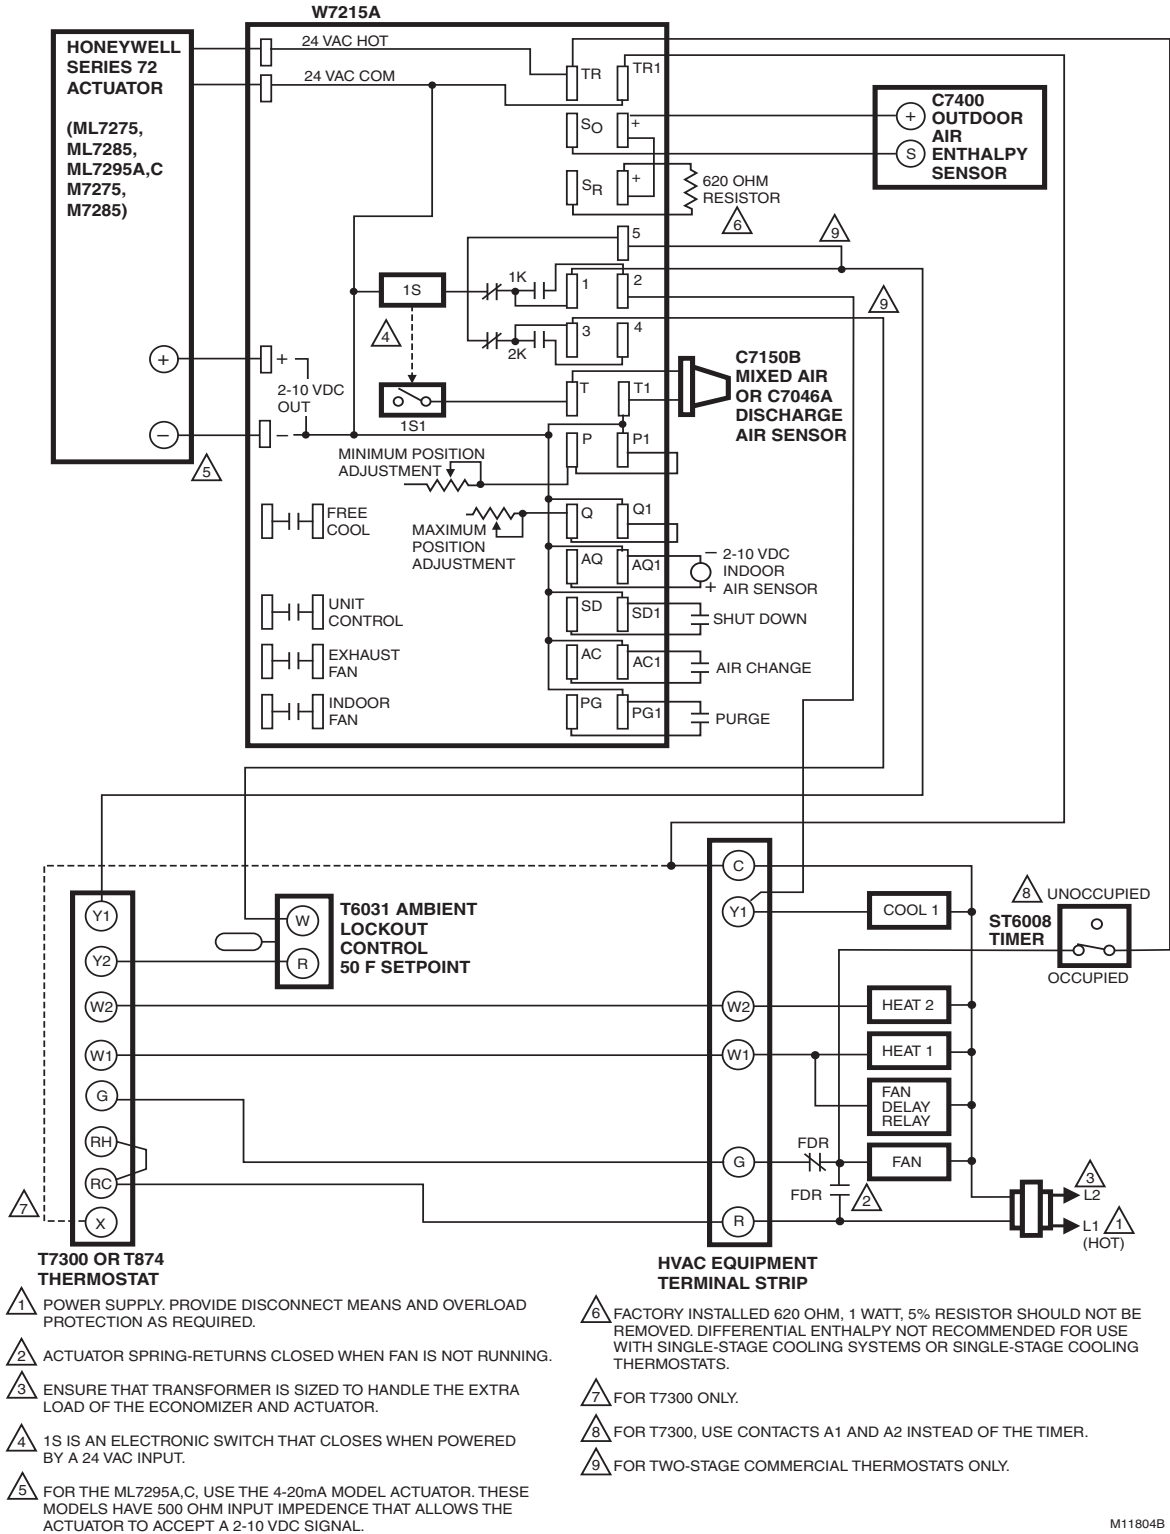 W7215A
HONEYWELL
SERIES 72
ACTUATOR
(ML7275,
ML7285,
ML7295A,C
M7275,
M7285)
24 VAC HOT
24 VAC COM
TR
TR1
SO
+
SR
+
620 OHM
RESISTOR
6
C7400
OUTDOOR
AIR
ENTHALPY
SENSOR
+
S
5
9
1S
1K
1
2
9
4
2K
3
4
+
+
2-10 VDC
OUT
−
–
5
1S1
T
T1
C7150B
MIXED AIR
OR C7046A
DISCHARGE
AIR SENSOR
P
P1
MINIMUM POSITION
ADJUSTMENT
FREE
COOL
MAXIMUM
POSITION
ADJUSTMENT
Q
Q1
AQ
AQ1
– 2-10 VDC
INDOOR
+ AIR SENSOR
UNIT
CONTROL
SD
SD1
SHUT DOWN
EXHAUST
FAN
AC
AC1
AIR CHANGE
INDOOR
FAN
PG
PG1
PURGE
C
Y1
COOL 1
8
UNOCCUPIED
ST6008
TIMER
OCCUPIED
Y1
Y2
W
R
T6031 AMBIENT
LOCKOUT
CONTROL
50 F SETPOINT
W2
W2
HEAT 2
W1
W1
HEAT 1
G
FAN
DELAY
RELAY
RH
FDR
G
FAN
RC
FDR
2
3
L2
7
X
R
L1
(HOT)
1
T7300 OR T874
THERMOSTAT
HVAC EQUIPMENT
TERMINAL STRIP
1 POWER SUPPLY. PROVIDE DISCONNECT MEANS AND OVERLOAD
PROTECTION AS REQUIRED.
2 ACTUATOR SPRING-RETURNS CLOSED WHEN FAN IS NOT RUNNING.
3 ENSURE THAT TRANSFORMER IS SIZED TO HANDLE THE EXTRA
LOAD OF THE ECONOMIZER AND ACTUATOR.
4 1S IS AN ELECTRONIC SWITCH THAT CLOSES WHEN POWERED
BY A 24 VAC INPUT.
5 FOR THE ML7295A,C, USE THE 4-20mA MODEL ACTUATOR. THESE
MODELS HAVE 500 OHM INPUT IMPEDENCE THAT ALLOWS THE
ACTUATOR TO ACCEPT A 2-10 VDC SIGNAL.
6 FACTORY INSTALLED 620 OHM, 1 WATT, 5% RESISTOR SHOULD NOT BE
REMOVED. DIFFERENTIAL ENTHALPY NOT RECOMMENDED FOR USE
WITH SINGLE-STAGE COOLING SYSTEMS OR SINGLE-STAGE COOLING
THERMOSTATS.
7 FOR T7300 ONLY.
8 FOR T7300, USE CONTACTS A1 AND A2 INSTEAD OF THE TIMER.
9 FOR TWO-STAGE COMMERCIAL THERMOSTATS ONLY.
M11804B